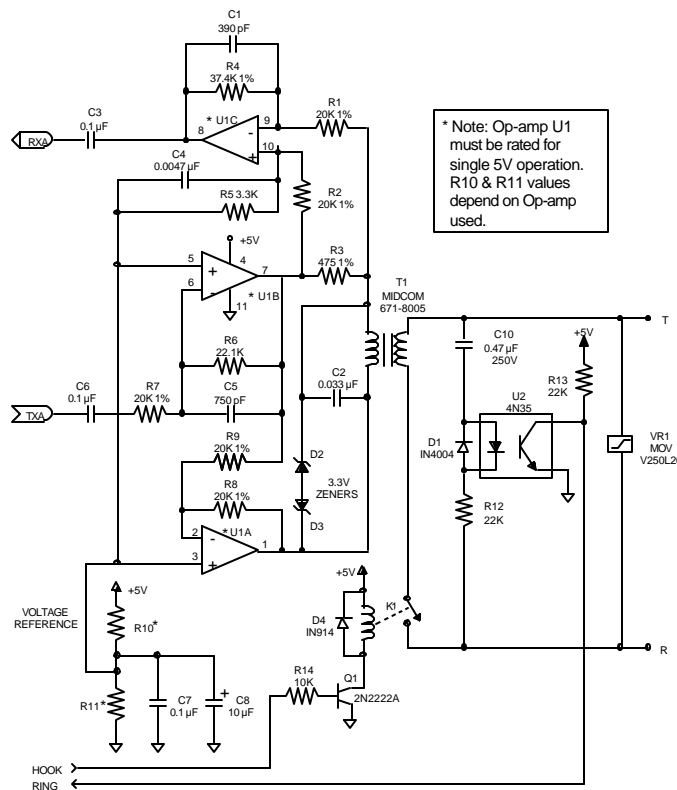 C1
390 pF
R4
37.4K 1%
C3
0.1 µF
RXA
* U1C
8
9
10
-
+
R1
20K 1%
C4
0.0047 µF
R5 3.3K
R2
20K 1%
* Note: Op-amp U1
must be rated for
single 5V operation.
R10 & R11 values
depend on Op-amp
used.
+5V
5
4
7
6
+
-
* U1B
11
R3
475 1%
T1
MIDCOM
671-8005
T
R6
22.1K
C2
0.033 µF
C10
0.47 µF
250V
+5V
R13
22K
C6
0.1 µF
TXA
R7
20K 1%
C5
750 pF
U2
4N35
D1
IN4004
VR1
MOV
V250L20
R9
20K 1%
D2
R8
20K 1%
3.3V
ZENERS
D3
R12
22K
2
-
* U1A
1
3
+
+5V
VOLTAGE
REFERENCE
R10*
+5V
D4
IN914
K1
R
R11*
C7
0.1 µF
+
C8
10 µF
R14
10K
Q1
2N2222A
HOOK
RING